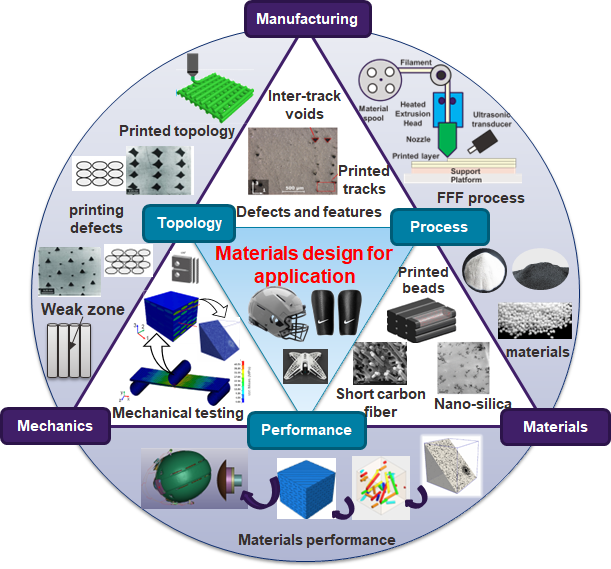 Manufacturing
Filament
Material
spool
Heated
Extrusion
Head
Ultrasonic
transducer
Nozzle
Printed layer
Support
Platform
FFF process
Printed topology
Inter-track
voids
500 μm
Printed
tracks
Defects and features
printing
defects
Topology
Process
Materials design for
application
Weak zone
Printed
beads
materials
Mechanical testing
Short carbon
fiber
Nano-silica
Mechanics
Performance
Materials
Materials performance